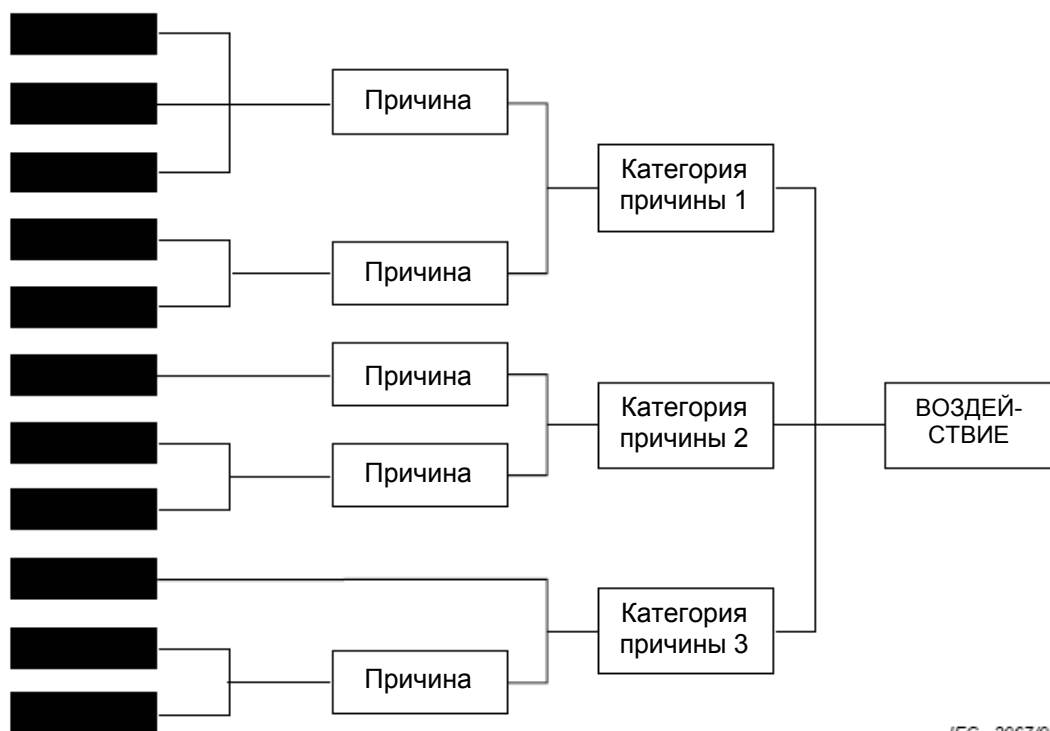 Причина
Категория
причины 1
Причина
Причина
Категория
причины 2
ВОЗДЕЙ-
СТВИЕ
Причина
Категория
причины 3
Причина